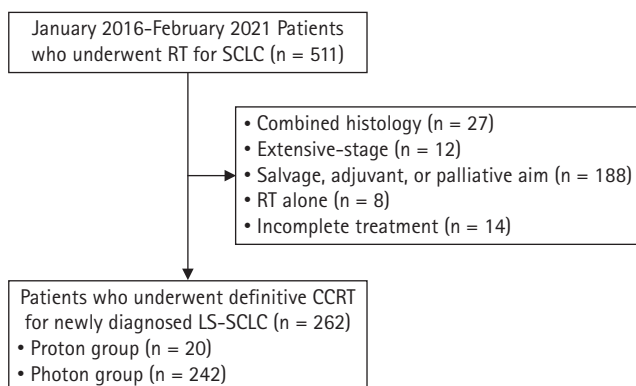 January 2016-February 2021 Patients
who underwent RT for SCLC (n = 511)
• Combined histology (n = 27)
• Extensive-stage (n = 12)
• Salvage, adjuvant, or palliative aim (n = 188)
• RT alone (n = 8)
• Incomplete treatment (n = 14)
Patients who underwent definitive CCRT
for newly diagnosed LS-SCLC (n = 262)
• Proton group (n = 20)
• Photon group (n = 242)